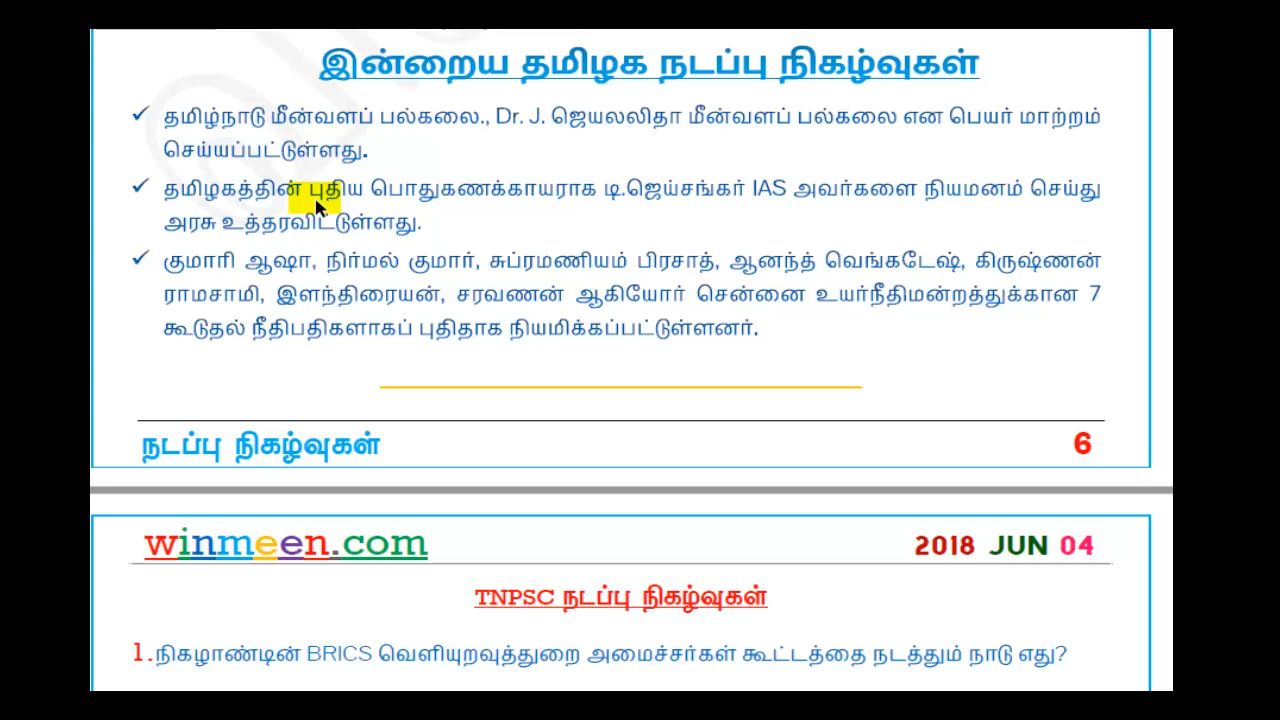 இன்றைய தமிழக நடப்பு நிகழ்வுகள்
✓ தமிழ்நாடு மீன்வளப் பல்கலை., Dr. J. ஜெயலலிதா மீன்வளப் பல்கலை என பெயர் மாற்றம்
செய்யப்பட்டுள்ளது.
✓ தமிழகத்தின் புதிய பொதுகணக்காயராக டி.ஜெய்சங்கர் IAS அவர்களை நியமனம் செய்து
அரசு உத்தரவிட்டுள்ளது.
✓ குமாரி ஆஷா, நிர்மல் குமார், சுப்ரமணியம் பிரசாத், ஆனந்த் வெங்கடேஷ், கிருஷ்ணன்
ராமசாமி, இளந்திரையன், சரவணன் ஆகியோர் சென்னை உயர்நீதிமன்றத்துக்கான 7
கூடுதல் நீதிபதிகளாகப் புதிதாக நியமிக்கப்பட்டுள்ளனர்.
நடப்பு நிகழ்வுகள் 6
winmeen.com 2018 JUN 04
TNPSC நடப்பு நிகழ்வுகள்
1.நிகழாண்டின் BRICS வெளியுறவுத்துறை அமைச்சர்கள் கூட்டத்தை நடத்தும் நாடு எது?